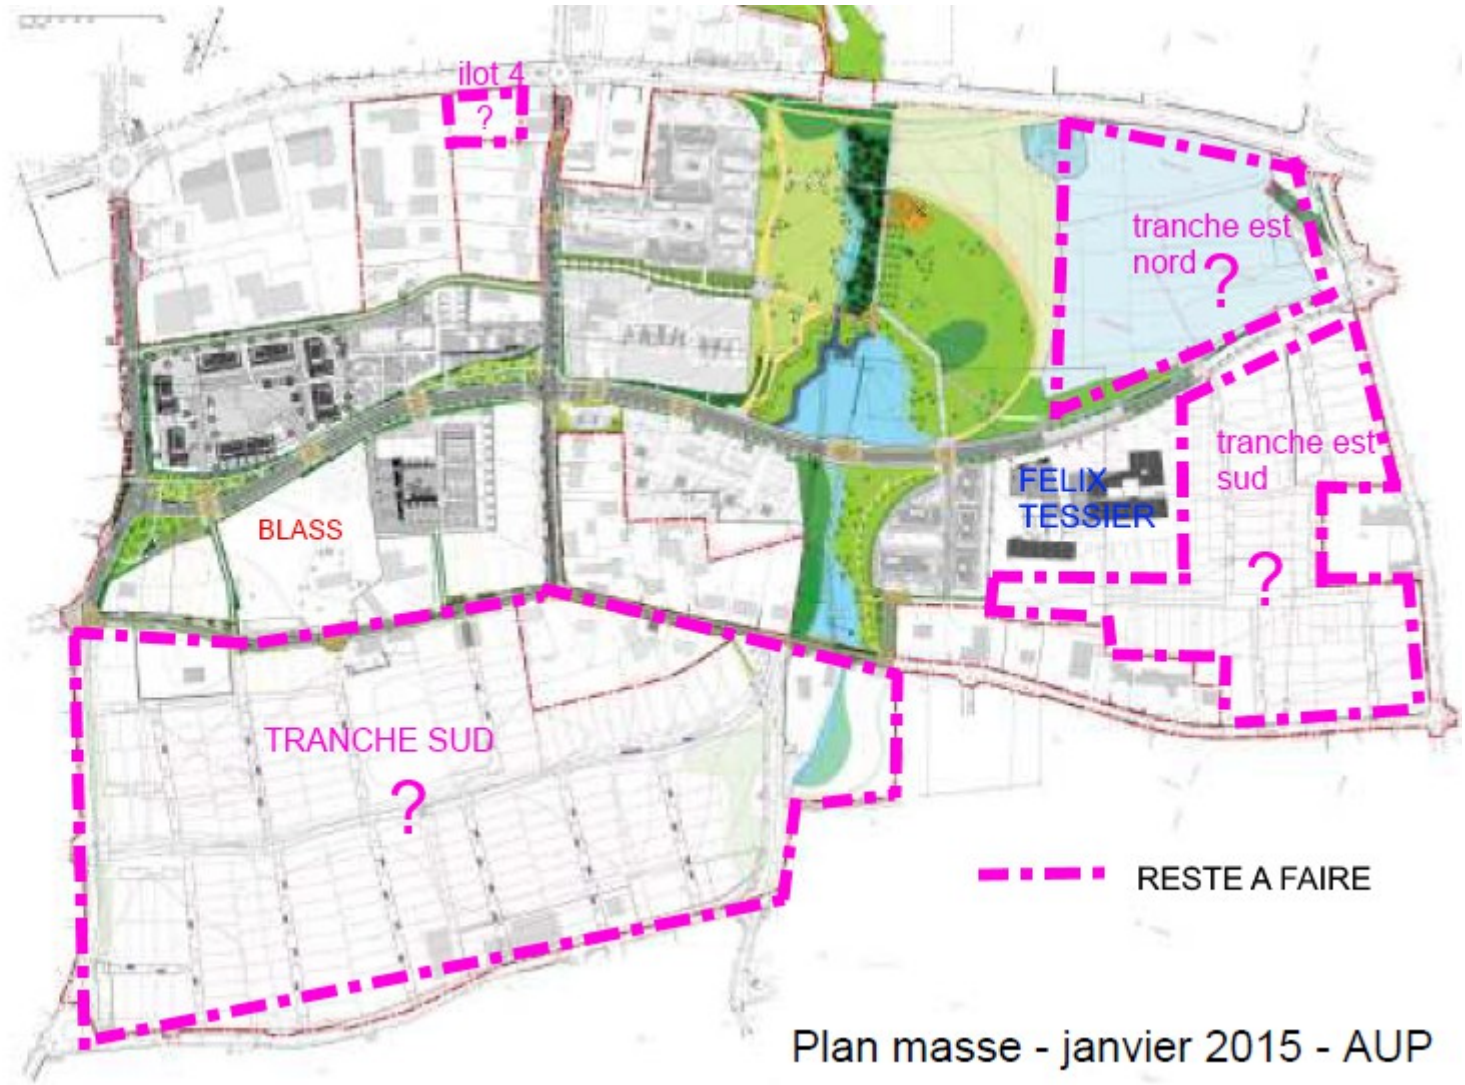 ilot 4
?
tranche est
nord ?
tranche est
sud
?
FELIX
TESSIER
BLASS
TRANCHE SUD
?
RESTE A FAIRE
Plan masse - janvier 2015 - AUP